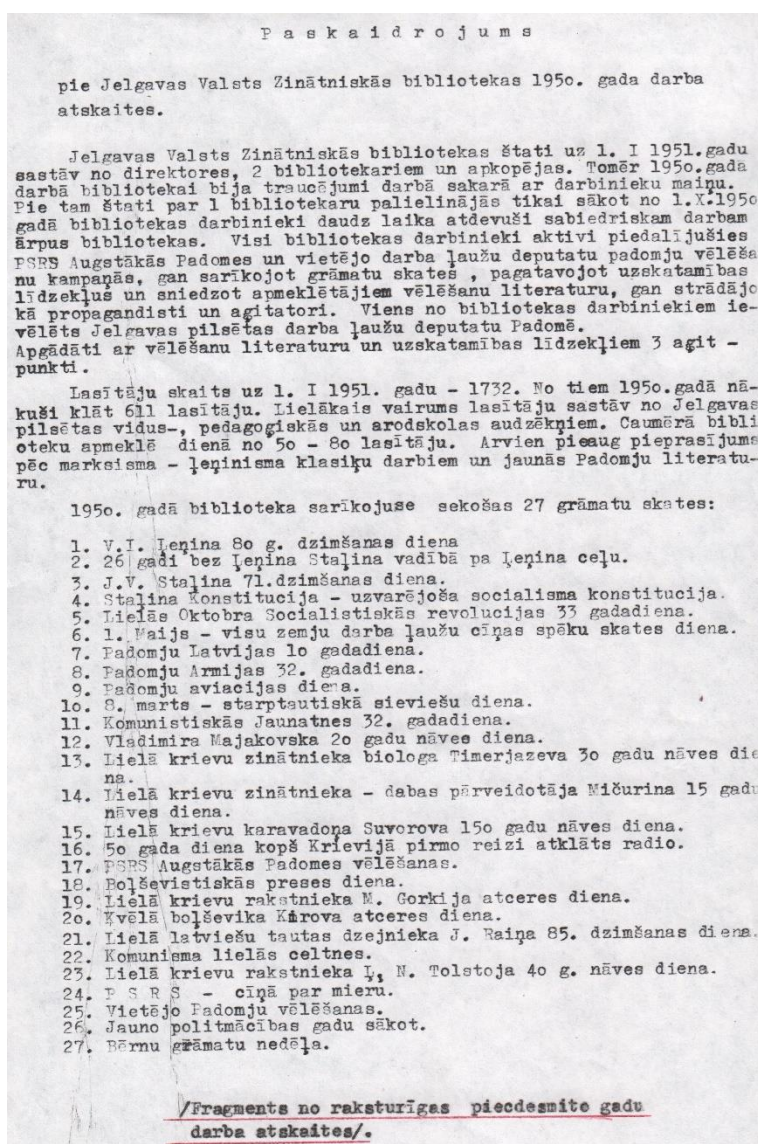 Paskaidrojums
pie Jelgavas Valsts Zinātniskās bibliotekas 195o. gada darba
atskaites.
Jelgavas Valsts Zinātniskās bibliotekas štati uz 1. I 1951.gadu
sastāv no direktores, 2 bibliotekariem un apkopējas. Tomēr 195o.gada
darbā bibliotekai bija traucējumi darbā sakarā ar darbinieku maiņu.
Pie tam štati par 1 bibliotekaru palielinājās tikai sākot no 1.X.195o
gadā bibliotekas darbinieki daudz laika atdevuši sabiedriskam darbam
ārpus bibliotekas. Visi bibliotekas darbinieki aktivi piedalījušies
PSRS Augstākās Padomes un vietējo darba ļaužu deputatu padomju vēlēša
nu kampaņās, gan sarīkojot grāmatu skates , pagatavojot uzskatamības
līdzekļus un sniedzot apmeklētājiem vēlēšanu literaturu, gan strādājo
kā propagandisti un agitatori. Viens no bibliotekas darbiniekiem ie-
vēlēts Jelgavas pilsētas darba ļaužu deputatu Padomē.
Apgādāti ar vēlēšanu literaturu un uzskatamības līdzekļiem 3 agit -
punkti.
Lasītāju skaits uz 1. I 1951. gadu - 1732. No tiem 195o.gadā nā-
kuši klāt 611 lasītāju. Lielākais vairums lasītāju sastāv no Jelgavas
pilsētas vidus-, pedagoģiskās un arodskolas audzēkņiem. Caumērā bibli
oteku apmeklē dienā no 5o - 8o lasītāju. Arvien pieaug pieprasījums
pēc marksisma - ļeņinisma klasiķu darbiem un jaunās Padomju literatu-
ru.
195o. gadā biblioteka sarīkojuse sekošas 27 grāmatu skates:
1. V.I. Ļeņina 8o g. dzimšanas diena
2. 26 gadi bez Ļeņina Staļina vadībā pa Ļeņina ceļu.
3. J.V. Staļina 71.dzimšanas diena.
4. Staļina Konstitucija - uzvarējoša socialisma konstitucija.
5. Lielās Oktobra Socialistiskās revolucijas 33 gadadiena.
6. 1. Maijs - visu zemju darba ļaužu cīņas spēku skates diena.
7. Padomju Latvijas lo gadadiena.
8. Padomju Armijas 32. gadadiena.
9. Padomju aviacijas diena.
1o. 8. marts - starptautiskā sieviešu diena.
11. Komunistiskās Jaunatnes 32. gadadiena.
12. Vladimira Majakovska 2o gadu nāves diena.
13. Lielā krievu zinātnieka biologa Timerjazeva 3o gadu nāves die
na.
14. Lielā krievu zinātnieka - dabas pārveidotāja Mičurina 15 gadu
nāves diena.
15. Lielā krievu karavadoņa Suvorova 15o gadu nāves diena.
16. 5o gada diena kopš Krievijā pirmo reizi atklāts radio.
17. PSRS Augstākās Padomes vēlēšanas.
18. Boļševistiskās preses diena.
19. Lielā krievu rakstnieka M. Gorkija atceres diena.
2o. Kvēlā boļševika Kirova atceres diena.
21. Lielā latviešu tautas dzejnieka J. Raiņa 85. dzimšanas diena.
22. Komunisma lielās celtnes.
23. Lielā krievu rakstnieka Ļ, N. Tolstoja 4o g. nāves diena.
24. P S R S - cīņā par mieru.
25. Vietējo Padomju vēlēšanas.
26. Jauno politmācības gadu sākot.
27. Bērnu grāmatu nedēļa.
/Fragments no raksturīgas piecdesmito gadu
darba atskaites/.